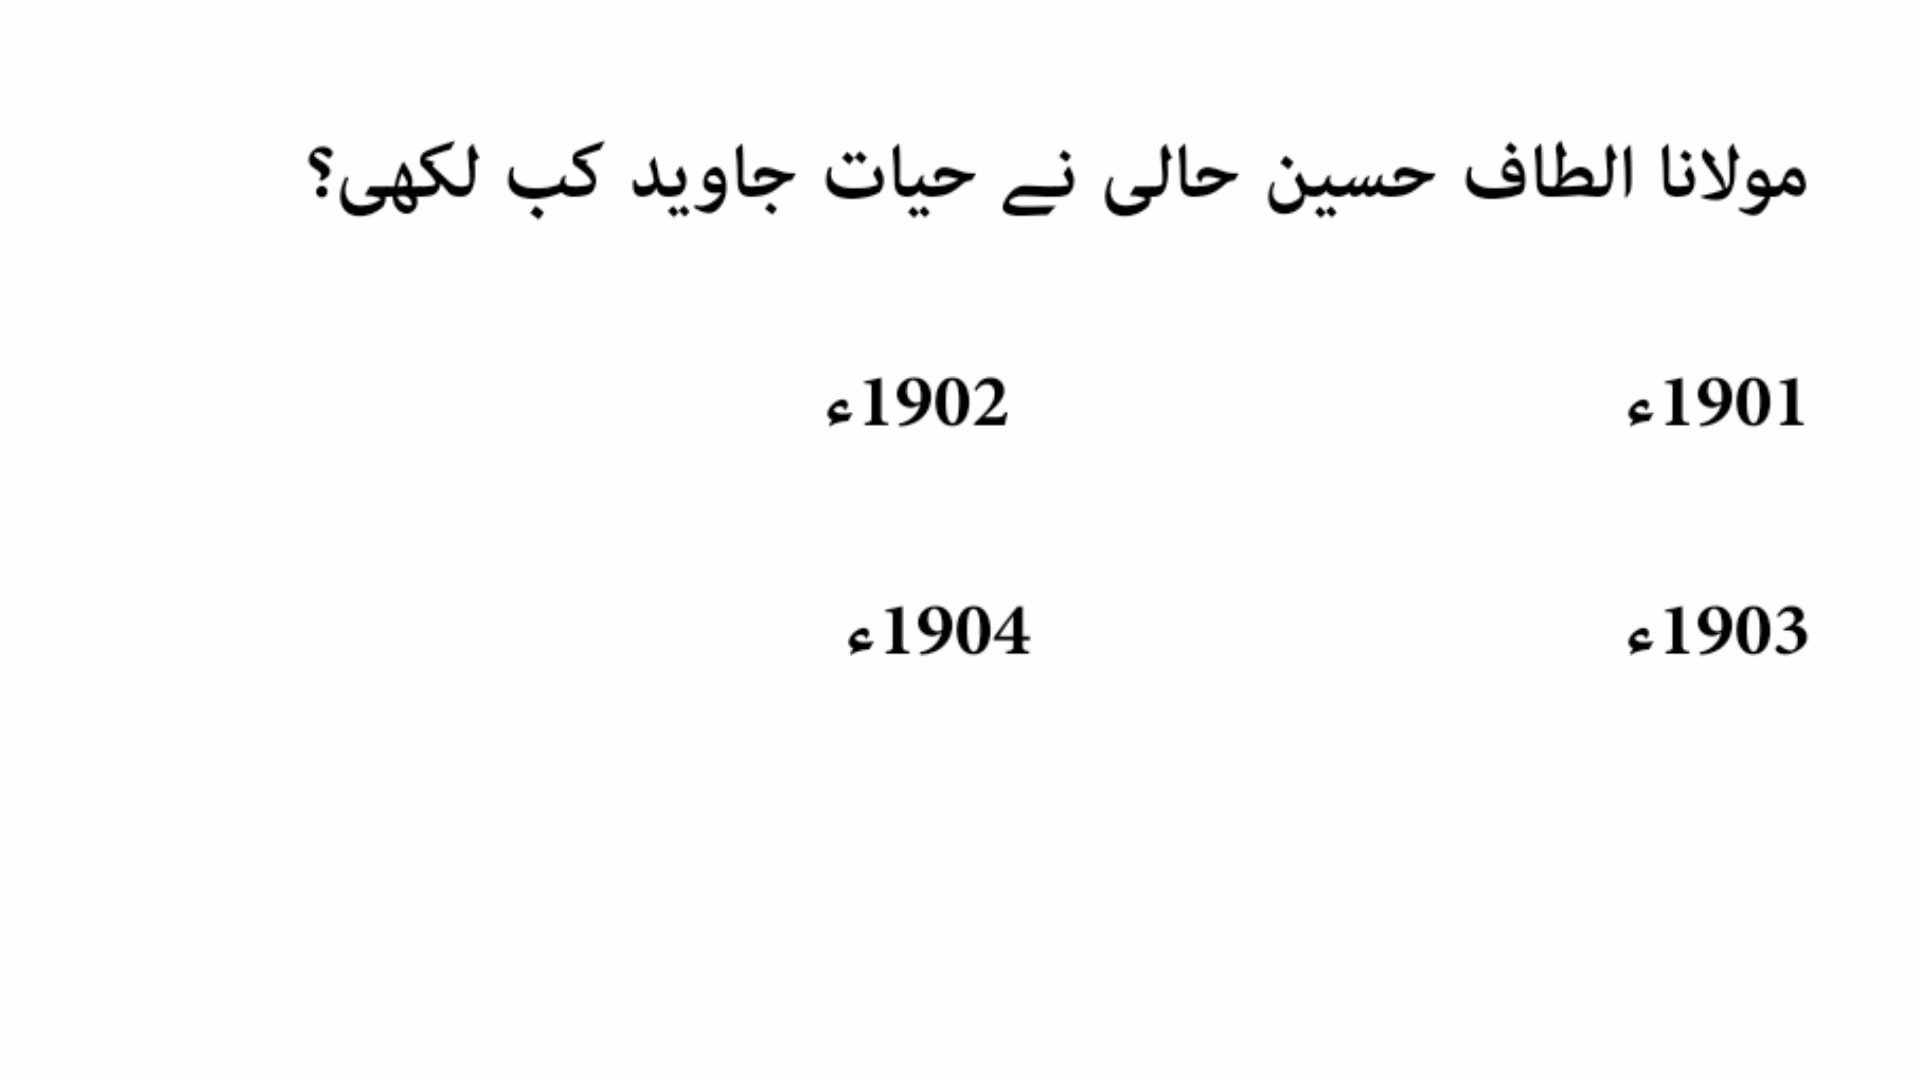 مولانا الطاف حسین حالی نے حیات جاوید کب لکھی؟
1901ء 1902ء
1903ء 1904ء